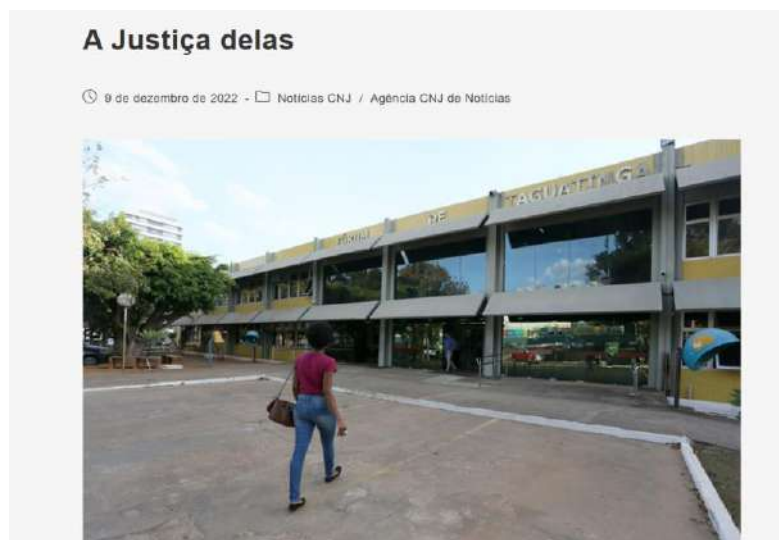 A Justiça delas
9 de dezembro de 2022 - Notícias CNJ / Agência CNJ de Notícias
FÓRUM DE TAGUATINGA